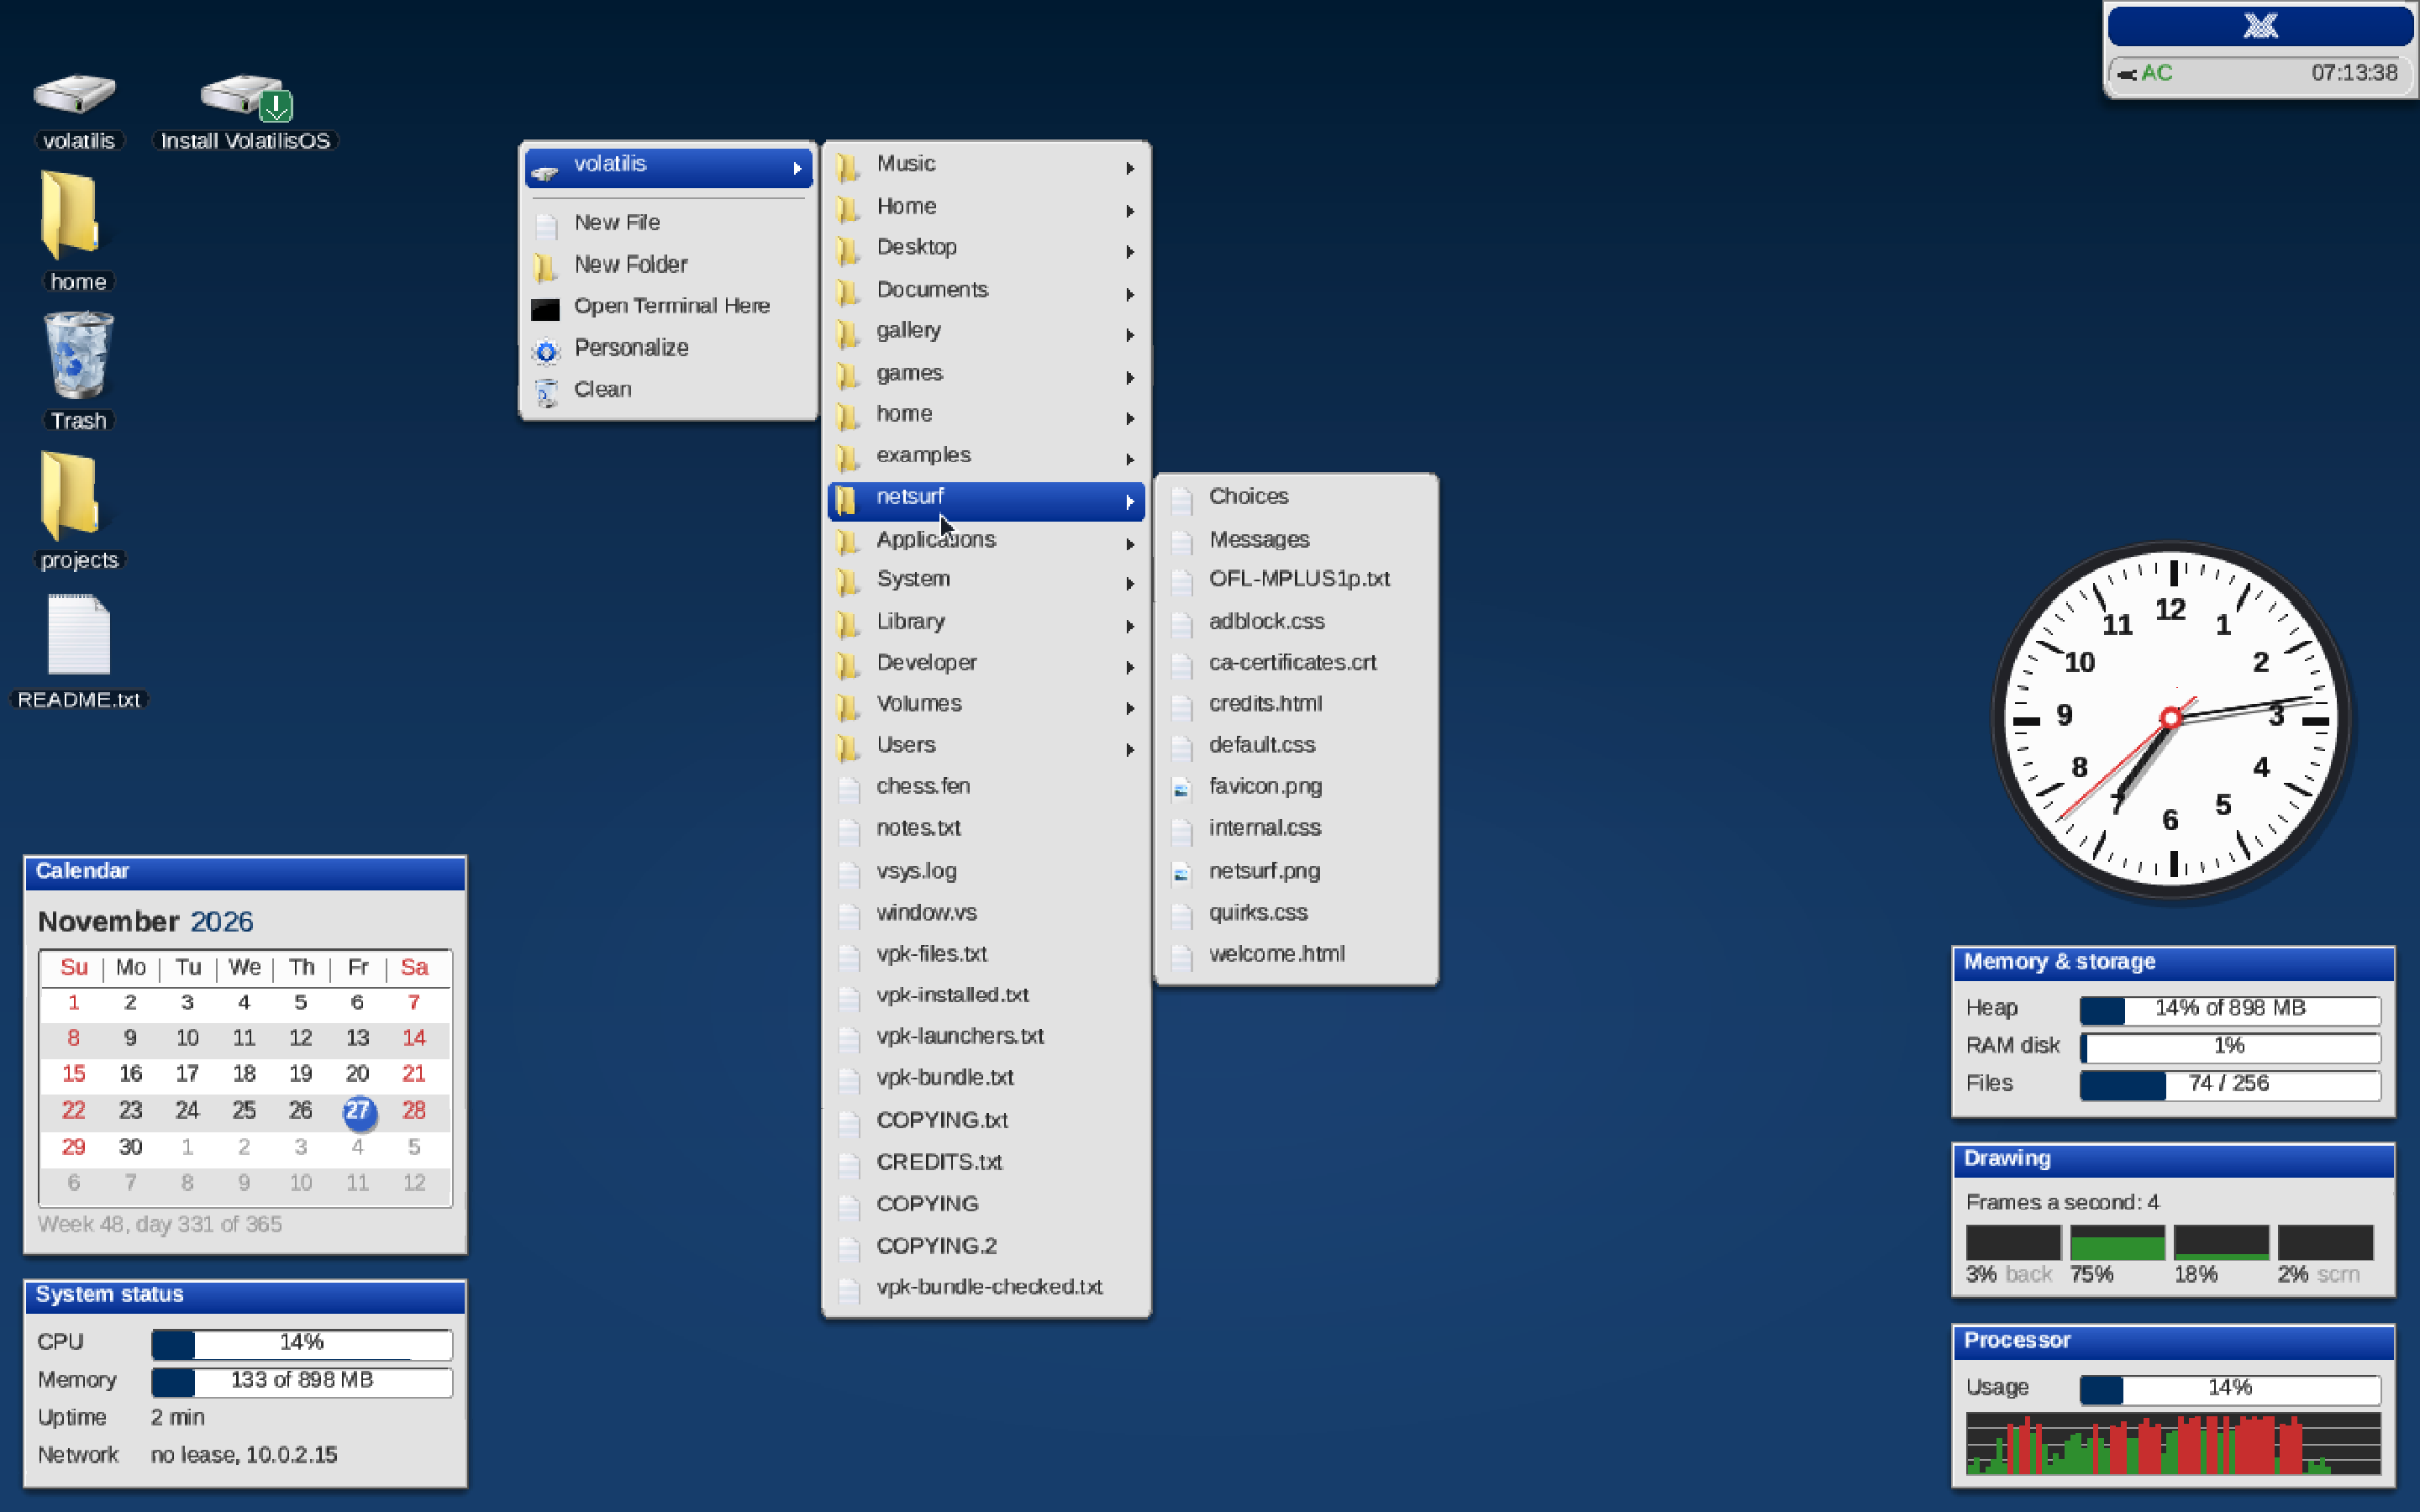 AC 07:13:38
volatilis
Install VolatilisOS
home
Trash
projects
README.txt
volatilis
New File
New Folder
Open Terminal Here
Personalize
Clean
Music
Home
Desktop
Documents
gallery
games
home
examples
netsurf
Applications
System
Library
Developer
Volumes
Users
chess.fen
notes.txt
vsys.log
window.vs
vpk-files.txt
vpk-installed.txt
vpk-launchers.txt
vpk-bundle.txt
COPYING.txt
CREDITS.txt
COPYING
COPYING.2
vpk-bundle-checked.txt
Choices
Messages
OFL-MPLUS1p.txt
adblock.css
ca-certificates.crt
credits.html
default.css
favicon.png
internal.css
netsurf.png
quirks.css
welcome.html
12
11 1
10 2
9 3
8 4
7 5
6
Calendar
November 2026
Su Mo Tu We Th Fr Sa
1 2 3 4 5 6 7
8 9 10 11 12 13 14
15 16 17 18 19 20 21
22 23 24 25 26 27 28
29 30 1 2 3 4 5
6 7 8 9 10 11 12
Week 48, day 331 of 365
System status
CPU 14%
Memory 133 of 898 MB
Uptime 2 min
Network no lease, 10.0.2.15
Memory & storage
Heap 14% of 898 MB
RAM disk 1%
Files 74 / 256
Drawing
Frames a second: 4
3% back 75% 18% 2% scrn
Processor
Usage 14%